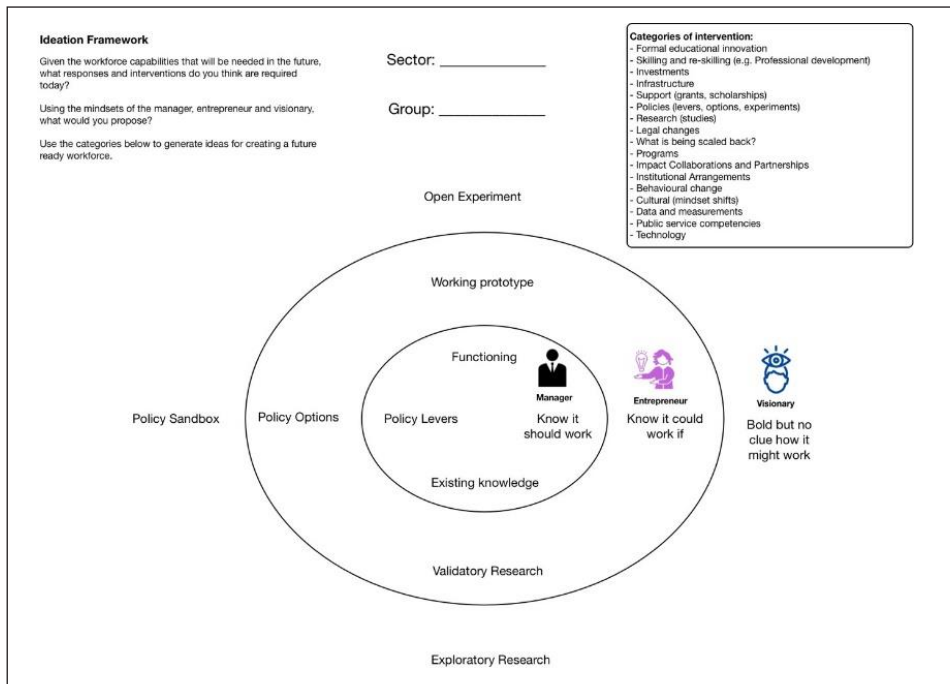 Ideation Framework
Given the workforce capabilities that will be needed in the future,
what responses and interventions do you think are required
today?
Using the mindsets of the manager, entrepreneur and visionary,
what would you propose?
Use the categories below to generate ideas for creating a future
ready workforce.
Sector: _____________
Group: _____________
Categories of intervention:
- Formal educational innovation
- Skilling and re-skilling (e.g. Professional development)
- Investments
- Infrastructure
- Support (grants, scholarships)
- Policies (levers, options, experiments)
- Research (studies)
- Legal changes
- What is being scaled back?
- Programs
- Impact Collaborations and Partnerships
- Institutional Arrangements
- Behavioural change
- Cultural (mindset shifts)
- Data and measurements
- Public service competencies
- Technology
Open Experiment
Working prototype
Functioning
Manager
Entrepreneur
Visionary
Policy Sandbox
Policy Options
Policy Levers
Know it
should work
Know it could
work if
Bold but no
clue how it
might work
Existing knowledge
Validatory Research
Exploratory Research